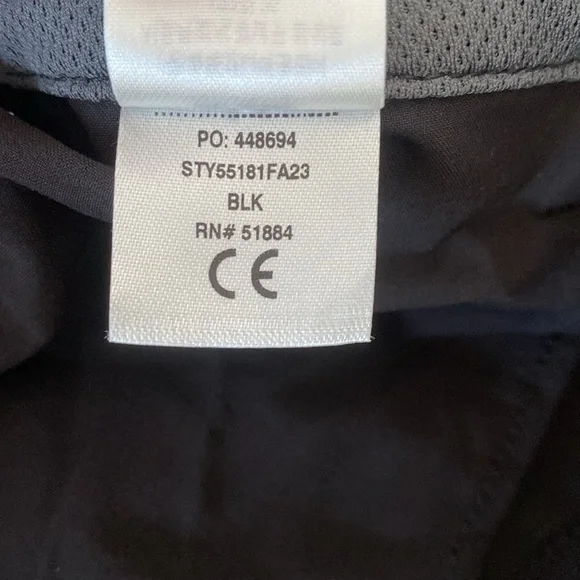 PO: 448694
STY55181FA23
BLK
RN# 51884
CE